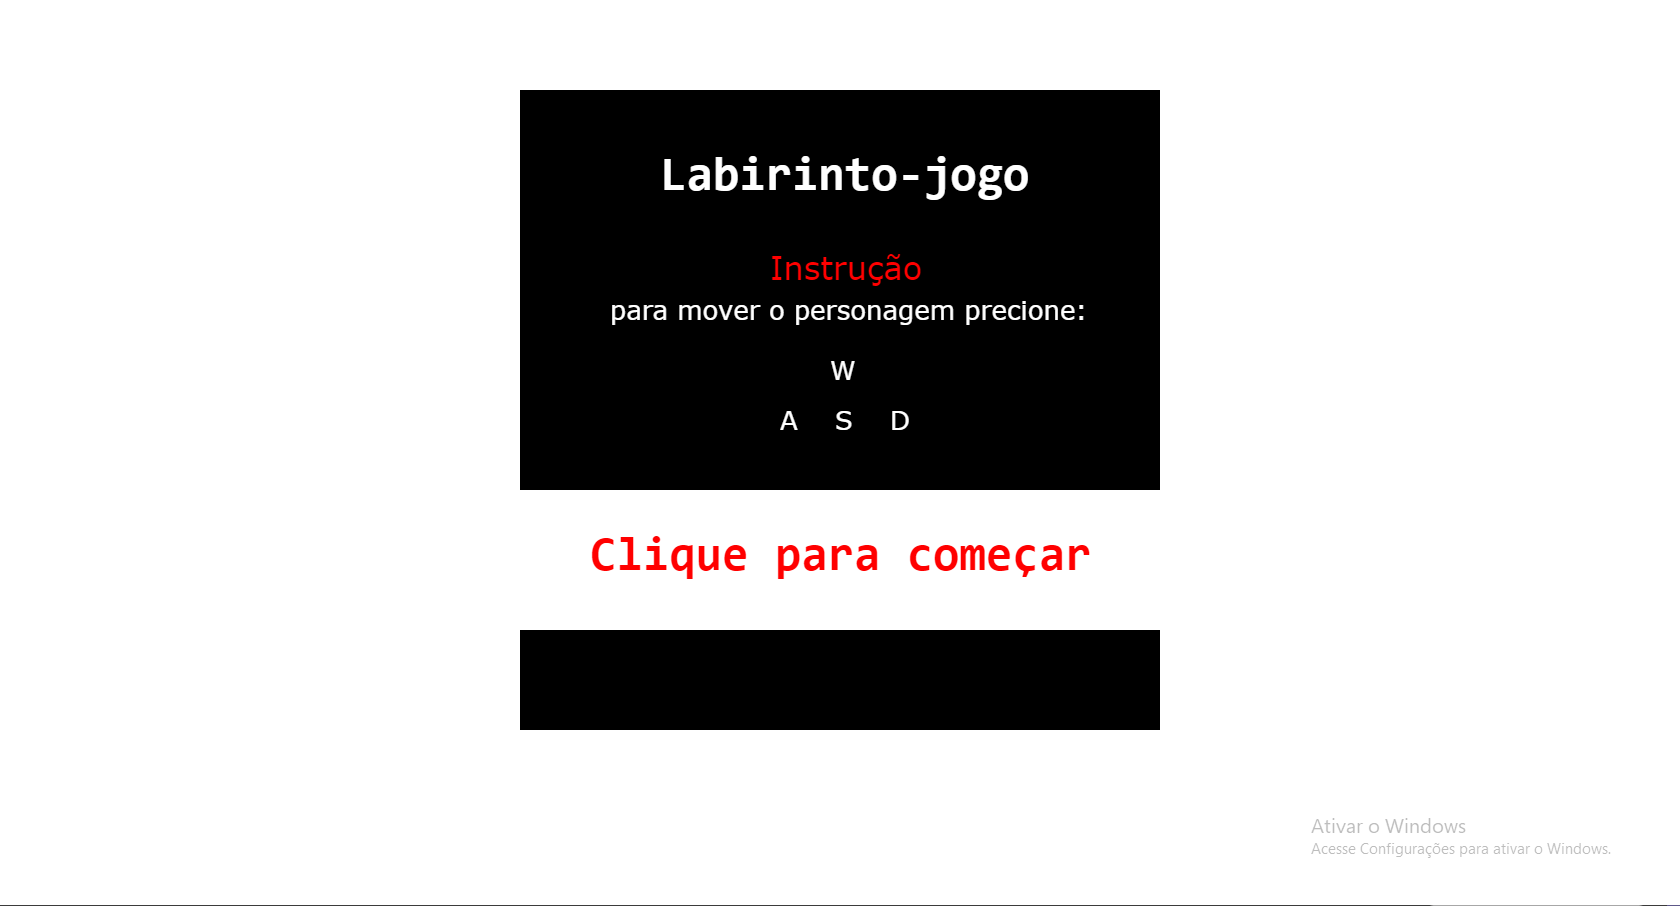 Labirinto-jogo
Instrução
para mover o personagem precione:
W
A S D
Clique para começar
Ativar o Windows
Acesse Configurações para ativar o Windows.